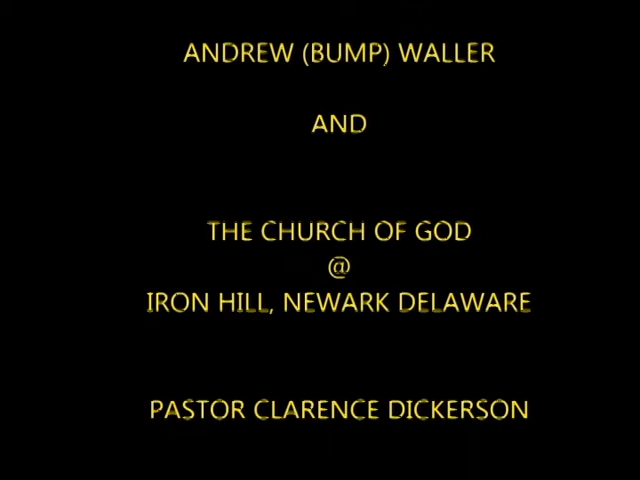 ANDREW (BUMP) WALLER
AND
THE CHURCH OF GOD
@
IRON HILL, NEWARK DELAWARE
PASTOR CLARENCE DICKERSON